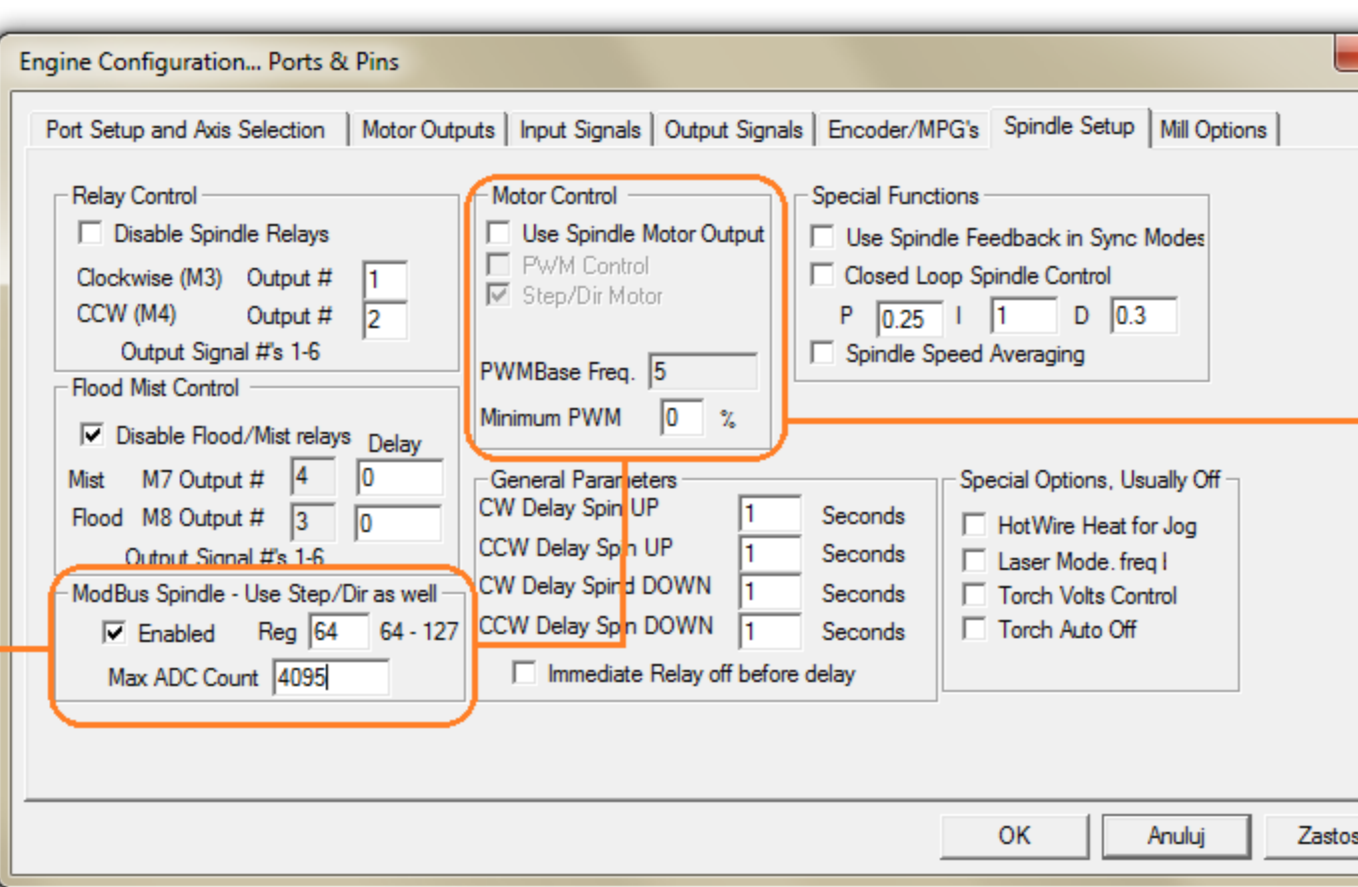 Engine Configuration... Ports & Pins
Port Setup and Axis Selection
Motor Outputs
Input Signals
Output Signals
Encoder/MPG's
Spindle Setup
Mill Options
Relay Control
Disable Spindle Relays
Clockwise (M3) Output # 1
CCW (M4) Output # 2
Output Signal #'s 1-6
Flood Mist Control
Disable Flood/Mist relays Delay
Mist M7 Output # 4 0
Flood M8 Output # 3 0
Output Signal #'s 1-6
ModBus Spindle - Use Step/Dir as well
Enabled Reg 64 64 - 127
Max ADC Count 4095
Motor Control
Use Spindle Motor Output
PWM Control
Step/Dir Motor
PWMBase Freq. 5
Minimum PWM 0 %
General Parameters
CW Delay Spin UP 1 Seconds
CCW Delay Spin UP 1 Seconds
CW Delay Spind DOWN 1 Seconds
CCW Delay Spin DOWN 1 Seconds
Immediate Relay off before delay
Special Functions
Use Spindle Feedback in Sync Modes
Closed Loop Spindle Control
P 0.25 I 1 D 0.3
Spindle Speed Averaging
Special Options, Usually Off
HotWire Heat for Jog
Laser Mode. freq I
Torch Volts Control
Torch Auto Off
OK
Anuluj
Zastos